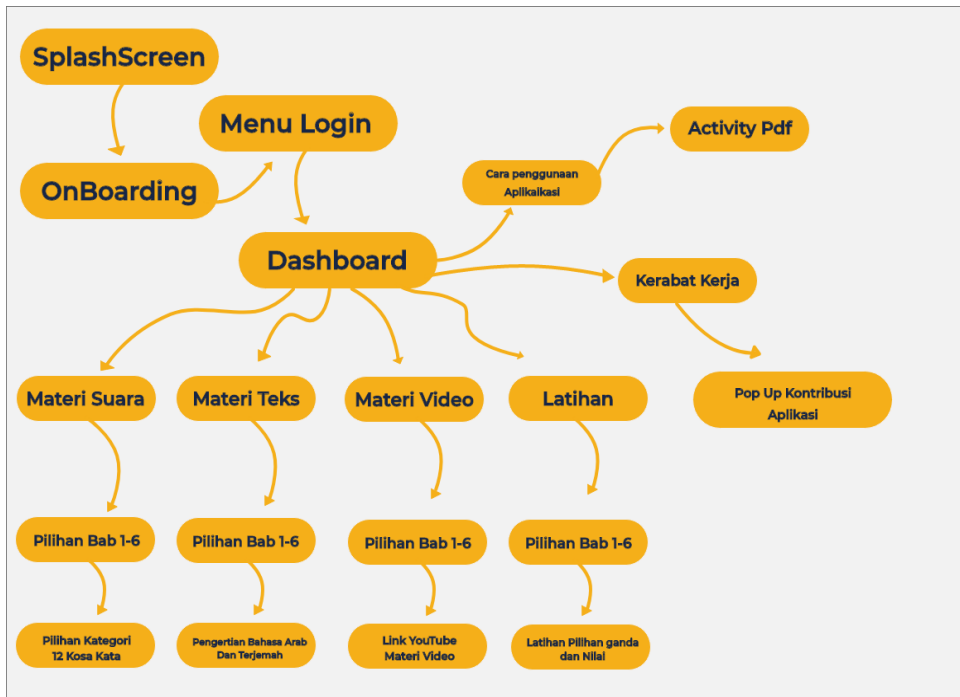 SplashScreen
Menu Login
OnBoarding
Activity Pdf
Cara penggunaan
Aplikaikasi
Dashboard
Kerabat Kerja
Materi Suara
Materi Teks
Materi Video
Latihan
Pop Up Kontribusi
Aplikasi
Pilihan Bab 1-6
Pilihan Bab 1-6
Pilihan Bab 1-6
Pilihan Bab 1-6
Pilihan Kategori
12 Kosa Kata
Pengertian Bahasa Arab
Dan Terjemah
Link YouTube
Materi Video
Latihan Pilihan ganda
dan Nilai